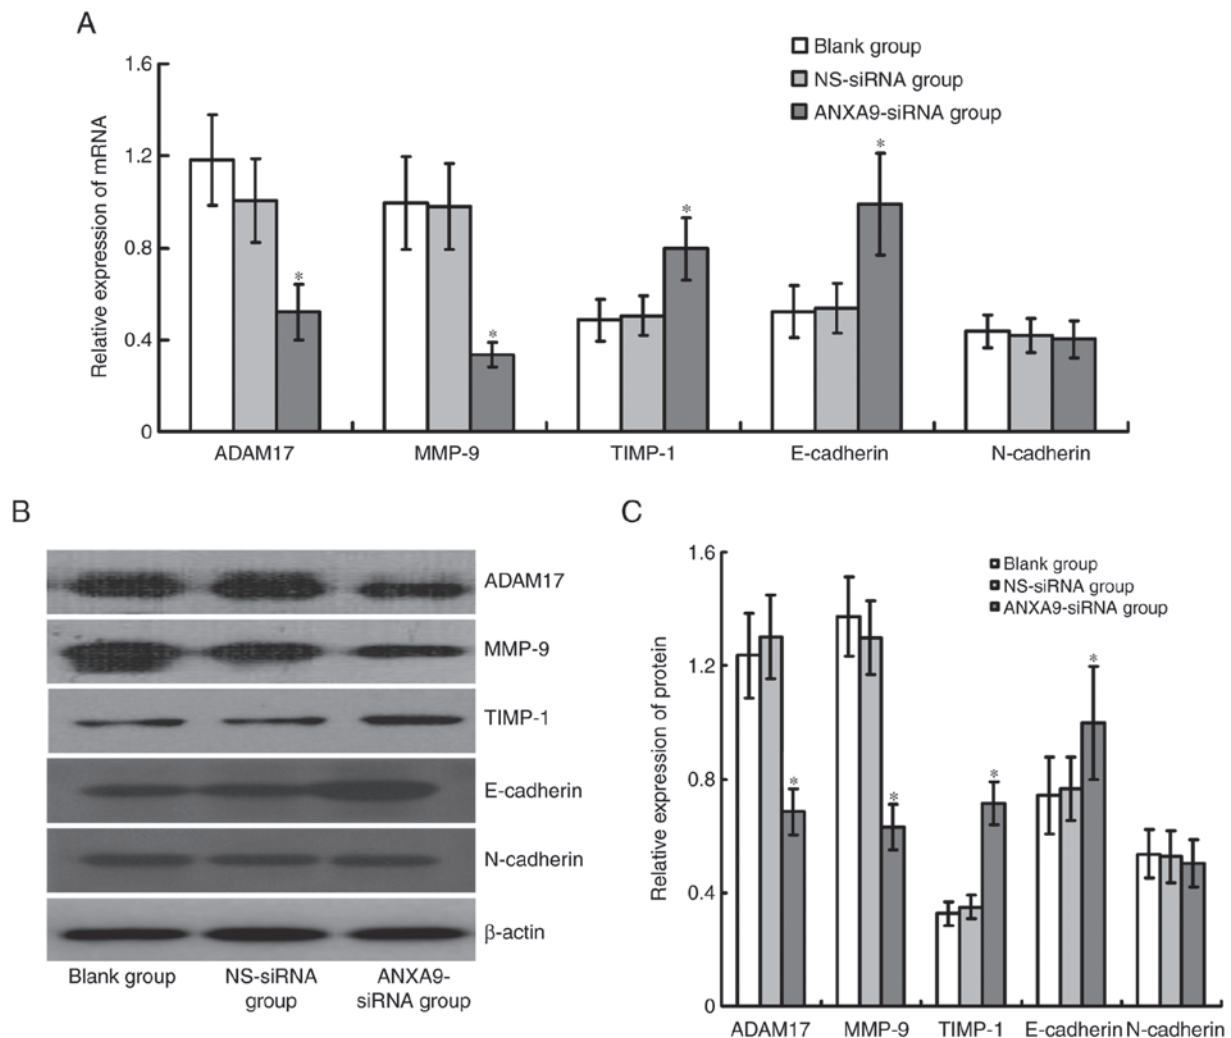 A
Blank group
NS-siRNA group
ANXA9-siRNA group
Relative expression of mRNA
1.6
1.2
0.8
0.4
0
*
*
*
*
ADAM17
MMP-9
TIMP-1
E-cadherin
N-cadherin
B
ADAM17
MMP-9
TIMP-1
E-cadherin
N-cadherin
β-actin
Blank group
NS-siRNA
group
ANXA9-
siRNA group
C
Blank group
NS-siRNA group
ANXA9-siRNA group
Relative expression of protein
1.6
1.2
0.8
0.4
0
*
*
*
*
ADAM17
MMP-9
TIMP-1
E-cadherin
N-cadherin